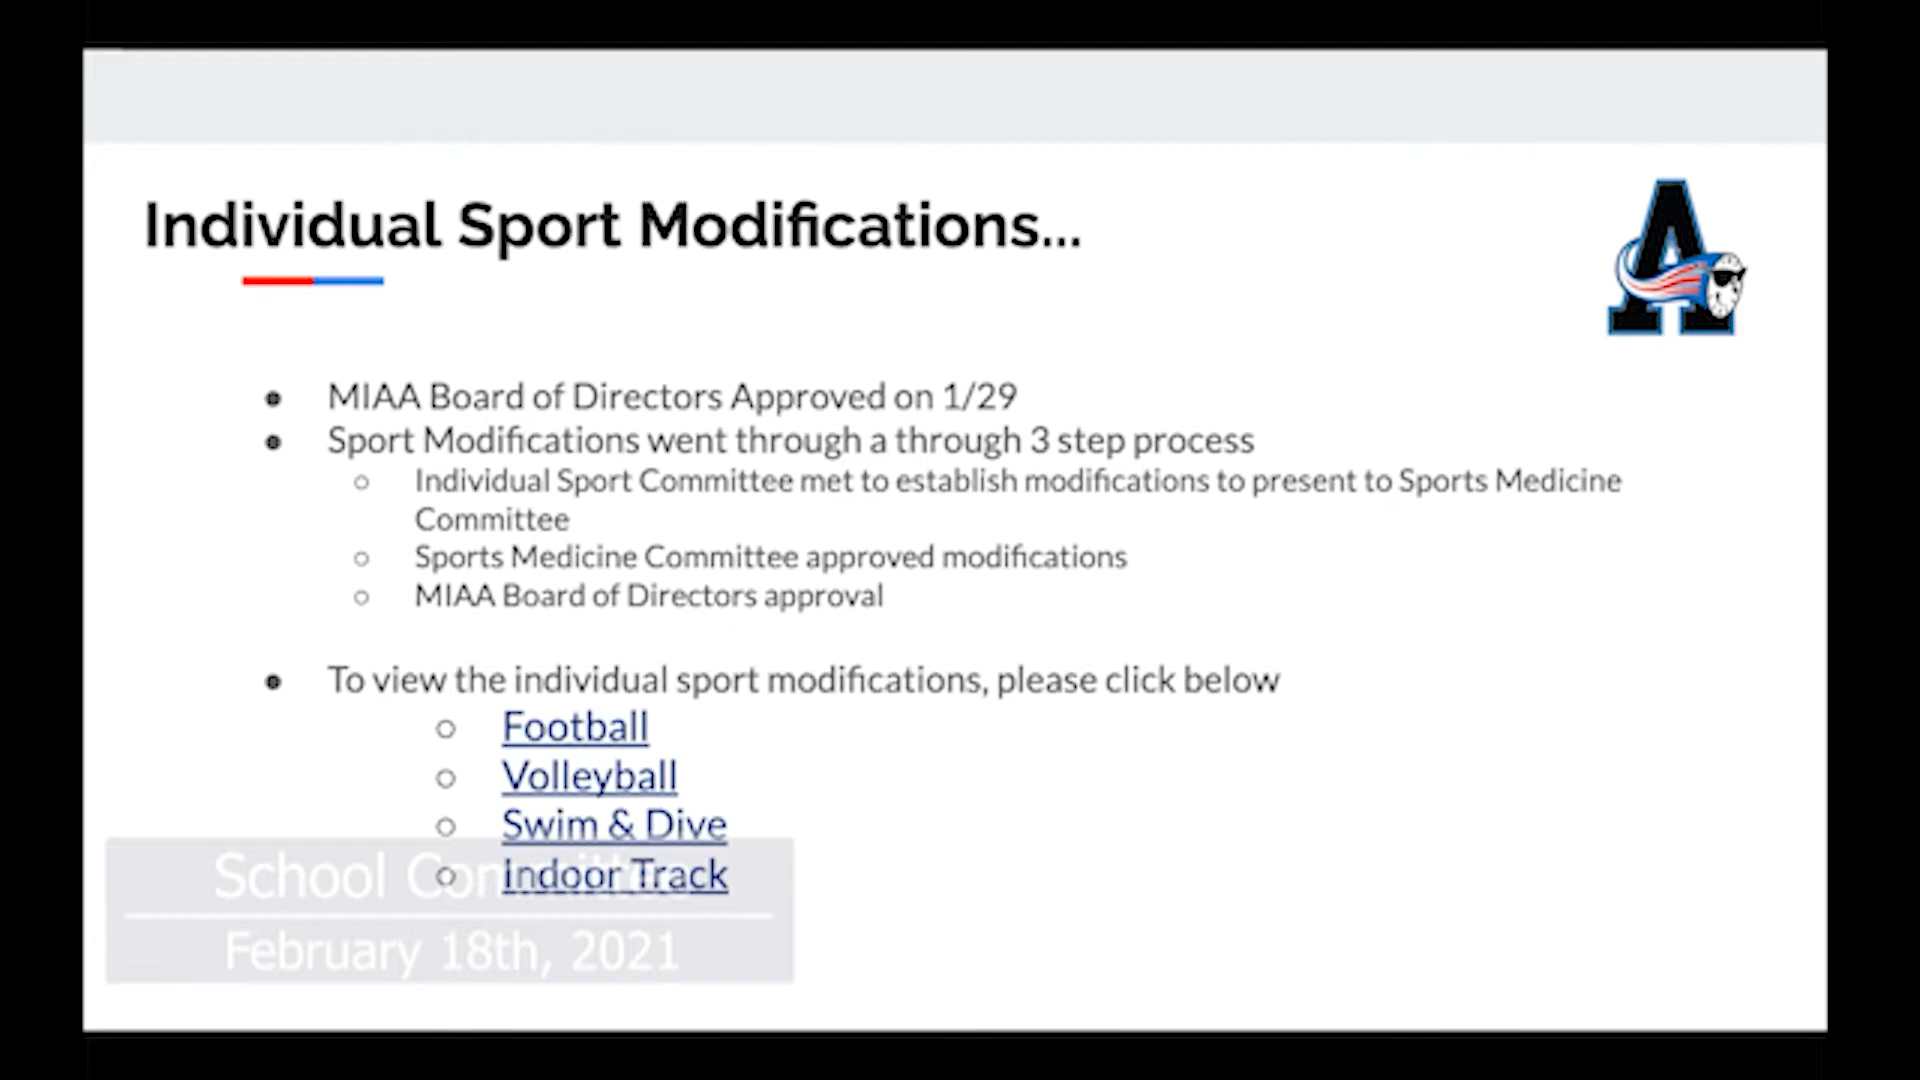 Individual Sport Modifications...
A
● MIAA Board of Directors Approved on 1/29
● Sport Modifications went through a through 3 step process
○ Individual Sport Committee met to establish modifications to present to Sports Medicine
Committee
○ Sports Medicine Committee approved modifications
○ MIAA Board of Directors approval
● To view the individual sport modifications, please click below
○ Football
○ Volleyball
○ Swim & Dive
○ Indoor Track
School Committee
February 18th, 2021